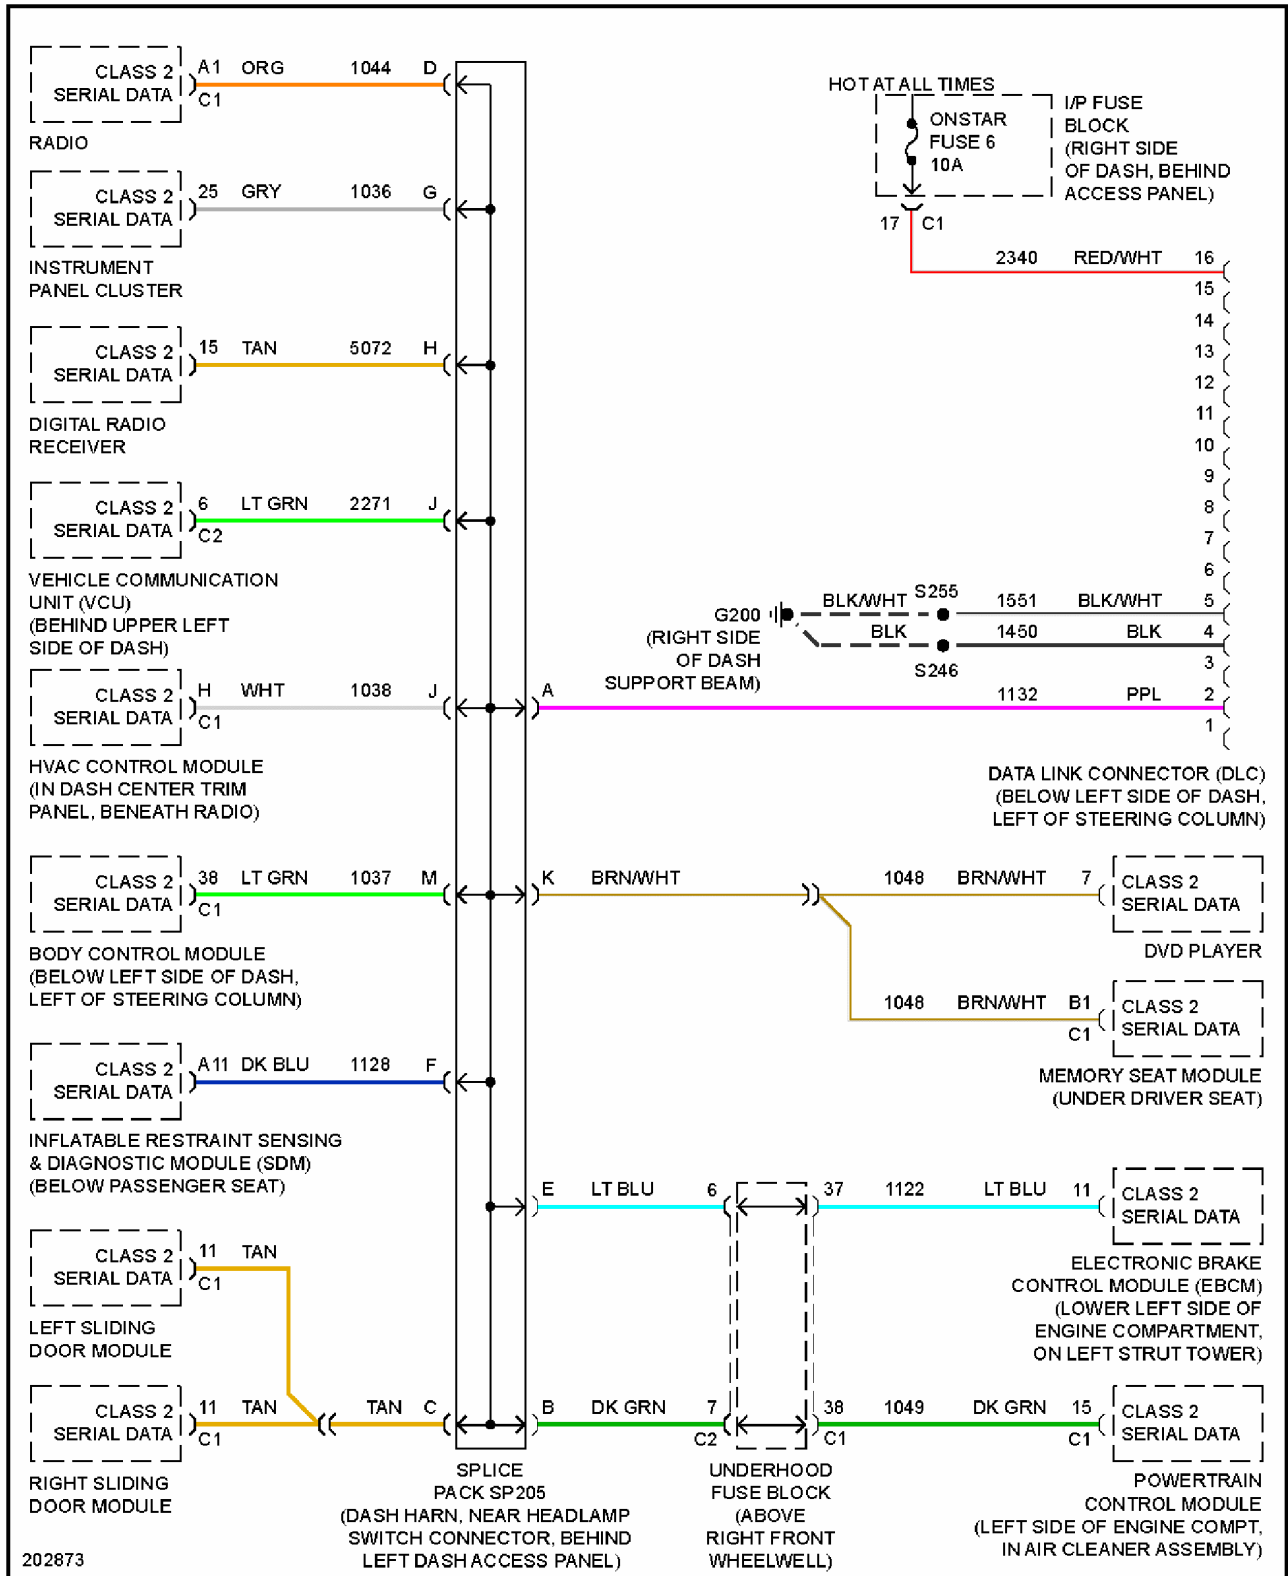 CLASS 2
SERIAL DATA
A1 ORG 1044 D
C1
RADIO
CLASS 2
SERIAL DATA
25 GRY 1036 G
INSTRUMENT
PANEL CLUSTER
CLASS 2
SERIAL DATA
15 TAN 5072 H
DIGITAL RADIO
RECEIVER
CLASS 2
SERIAL DATA
6 LT GRN 2271 J
C2
VEHICLE COMMUNICATION
UNIT (VCU)
(BEHIND UPPER LEFT
SIDE OF DASH)
CLASS 2
SERIAL DATA
H WHT 1038 J
C1
HVAC CONTROL MODULE
(IN DASH CENTER TRIM
PANEL, BENEATH RADIO)
CLASS 2
SERIAL DATA
38 LT GRN 1037 M
C1
BODY CONTROL MODULE
(BELOW LEFT SIDE OF DASH,
LEFT OF STEERING COLUMN)
CLASS 2
SERIAL DATA
A11 DK BLU 1128 F
INFLATABLE RESTRAINT SENSING
& DIAGNOSTIC MODULE (SDM)
(BELOW PASSENGER SEAT)
CLASS 2
SERIAL DATA
11 TAN
C1
LEFT SLIDING
DOOR MODULE
CLASS 2
SERIAL DATA
11 TAN TAN C
C1
RIGHT SLIDING
DOOR MODULE
202873
SPLICE
PACK SP205
(DASH HARN, NEAR HEADLAMP
SWITCH CONNECTOR, BEHIND
LEFT DASH ACCESS PANEL)
HOT AT ALL TIMES
ONSTAR
FUSE 6
10A
I/P FUSE
BLOCK
(RIGHT SIDE
OF DASH, BEHIND
ACCESS PANEL)
17 C1
2340 RED/WHT 16
15
14
13
12
11
10
9
8
7
6
G200
(RIGHT SIDE
OF DASH
SUPPORT BEAM)
BLK/WHT S255 1551 BLK/WHT 5
BLK 1450 BLK 4
S246
3
A 1132 PPL 2
1
DATA LINK CONNECTOR (DLC)
(BELOW LEFT SIDE OF DASH,
LEFT OF STEERING COLUMN)
K BRN/WHT 1048 BRN/WHT 7
CLASS 2
SERIAL DATA
DVD PLAYER
1048 BRN/WHT B1
C1
CLASS 2
SERIAL DATA
MEMORY SEAT MODULE
(UNDER DRIVER SEAT)
E LT BLU 6 37 1122 LT BLU 11
CLASS 2
SERIAL DATA
ELECTRONIC BRAKE
CONTROL MODULE (EBCM)
(LOWER LEFT SIDE OF
ENGINE COMPARTMENT,
ON LEFT STRUT TOWER)
B DK GRN 7 38 1049 DK GRN 15
C2 C1 C1
CLASS 2
SERIAL DATA
UNDERHOOD
FUSE BLOCK
(ABOVE
RIGHT FRONT
WHEELWELL)
POWERTRAIN
CONTROL MODULE
(LEFT SIDE OF ENGINE COMPT,
IN AIR CLEANER ASSEMBLY)